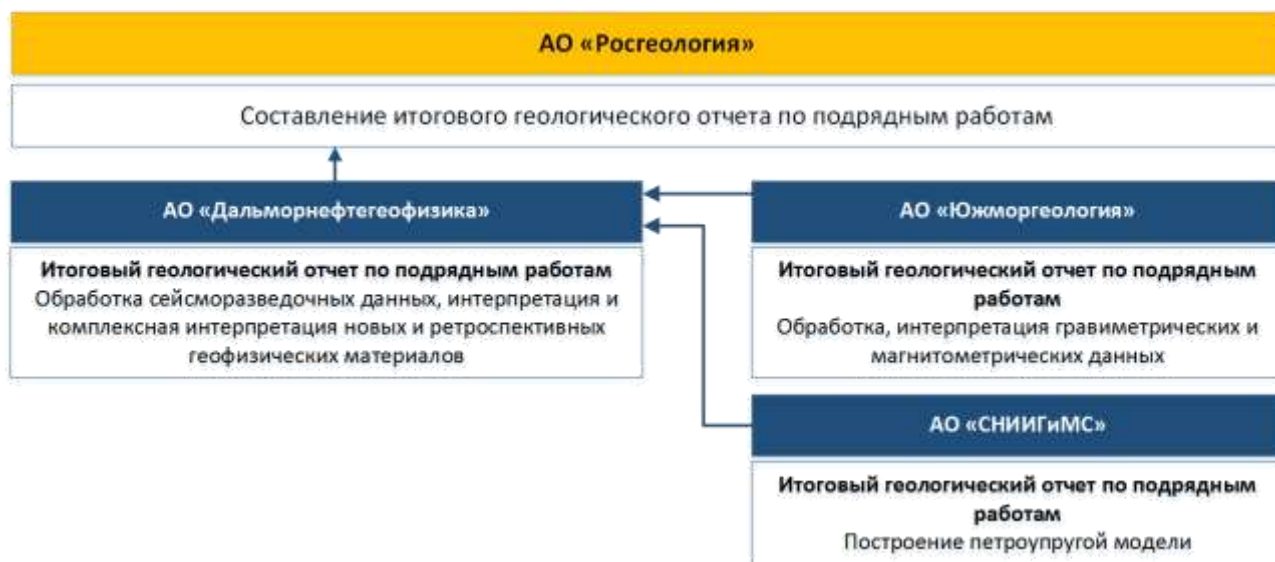 АО «Росгеология»
Составление итогового геологического отчета по подрядным работам
АО «Дальморнефтегеофизика»
Итоговый геологический отчет по подрядным работам
Обработка сейсморазведочных данных, интерпретация и
комплексная интерпретация новых и ретроспективных
геофизических материалов
АО «Южморгеология»
Итоговый геологический отчет по подрядным
работам
Обработка, интерпретация гравиметрических и
магнитометрических данных
АО «СНИИГиМС»
Итоговый геологический отчет по подрядным
работам
Построение петроупругой модели